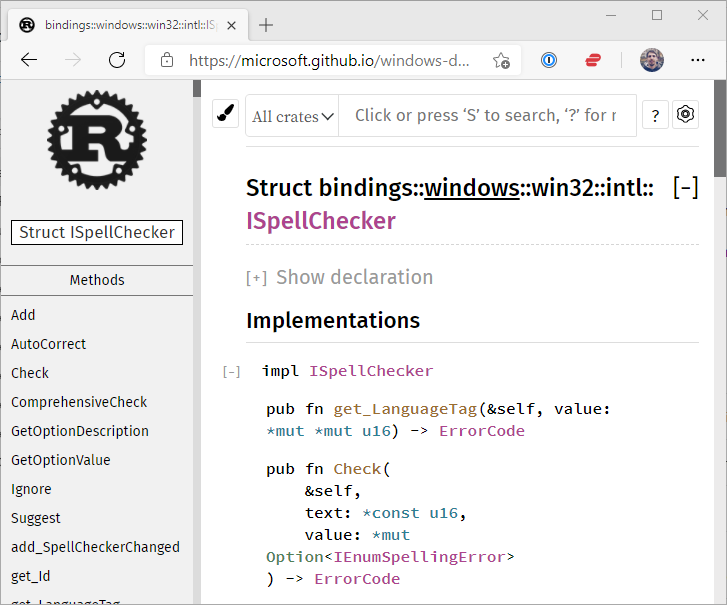 bindings::windows::win32::intl::IS
https://microsoft.github.io/windows-d...
R
Struct ISpellChecker
Methods
Add
AutoCorrect
Check
ComprehensiveCheck
GetOptionDescription
GetOptionValue
Ignore
Suggest
add_SpellCheckerChanged
get_Id
get_LanguageTag
All crates
Click or press ‘S’ to search, ‘?’ for r
?
Struct bindings::windows::win32::intl:: [-]
ISpellChecker
[+] Show declaration
Implementations
[-] impl ISpellChecker
pub fn get_LanguageTag(&self, value:
*mut *mut u16) -> ErrorCode
pub fn Check(
&self,
text: *const u16,
value: *mut
Option<IEnumSpellingError>
) -> ErrorCode